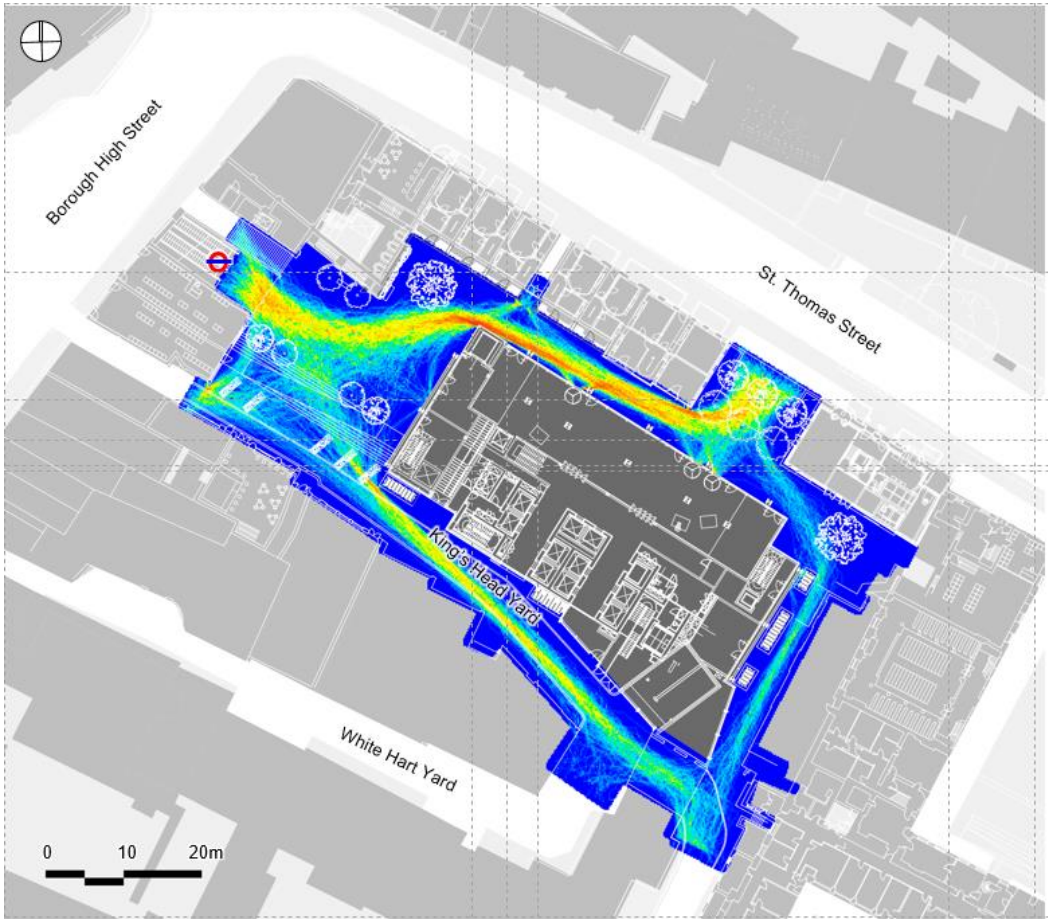 Borough High Street
St. Thomas Street
King's Head Yard
White Hart Yard
0 10 20m